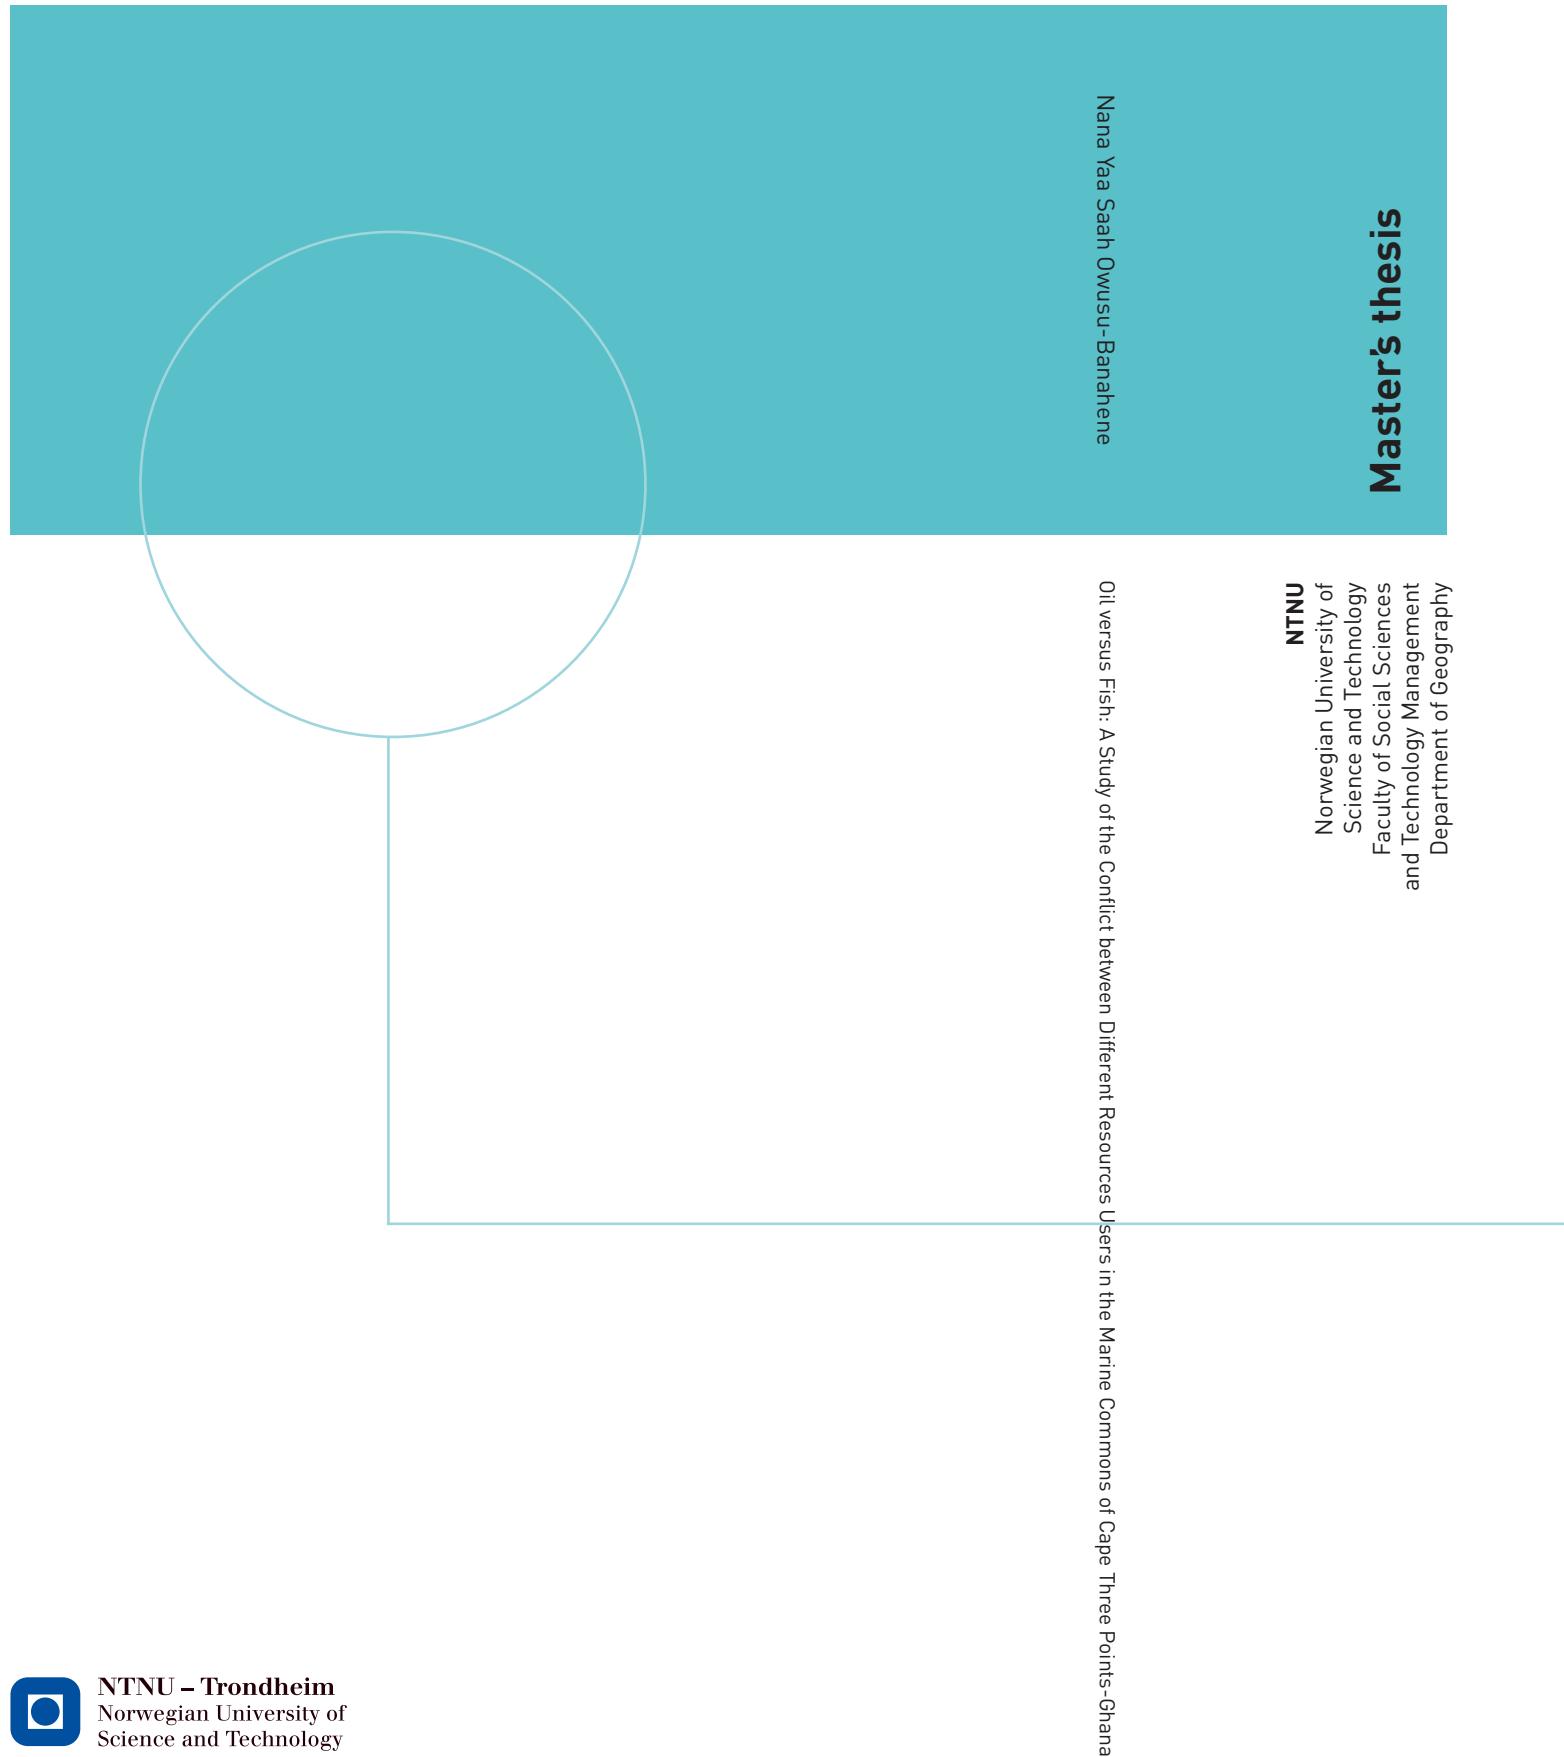 Nana Yaa Saah Owusu-Banahene
Oil versus Fish: A Study of the Conflict between Different Resources Users in the Marine Commons of Cape Three Points-Ghana
Master's thesis
NTNU
Norwegian University of
Science and Technology
Faculty of Social Sciences
and Technology Management
Department of Geography
NTNU – Trondheim
Norwegian University of
Science and Technology